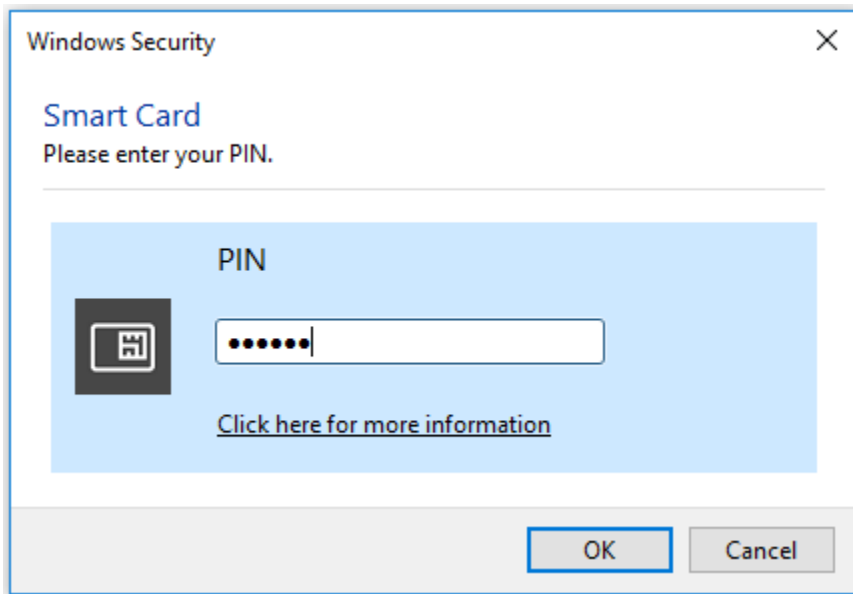 Windows Security
Smart Card
Please enter your PIN.
PIN
••••••
Click here for more information
OK
Cancel